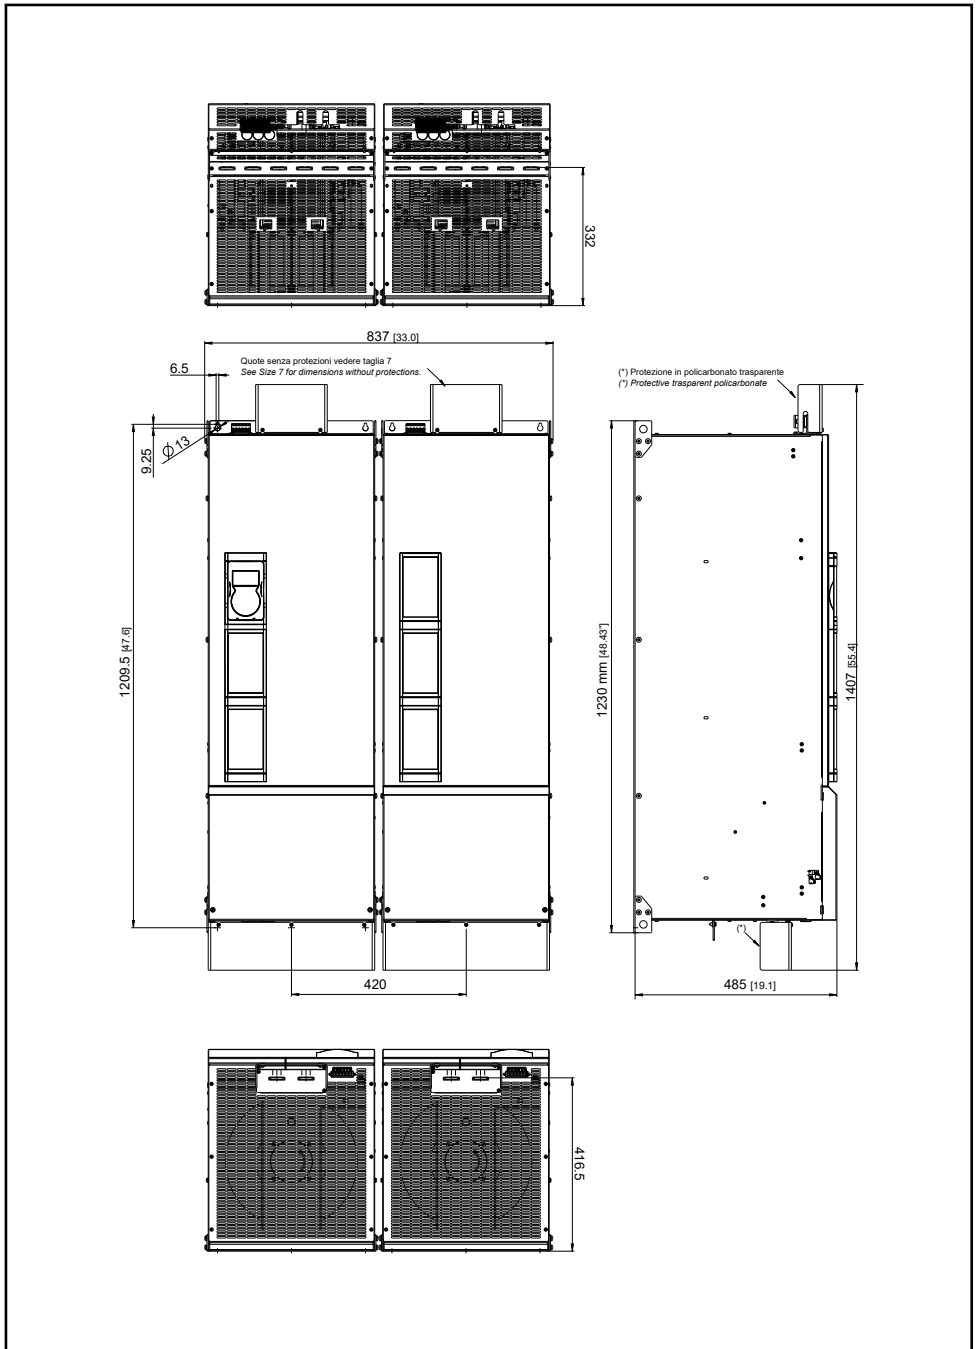 332
837 [33.0]
6.5
Quote senza protezioni vedere taglia 7
See Size 7 for dimensions without protections.
(*) Protezione in policarbonato trasparente
(*) Protective trasparent policarbonate
Ø 13
9.25
1209.5 [47.6]
1230 mm [48.43"]
1407 [55.4]
(*)
420
485 [19.1]
416.5